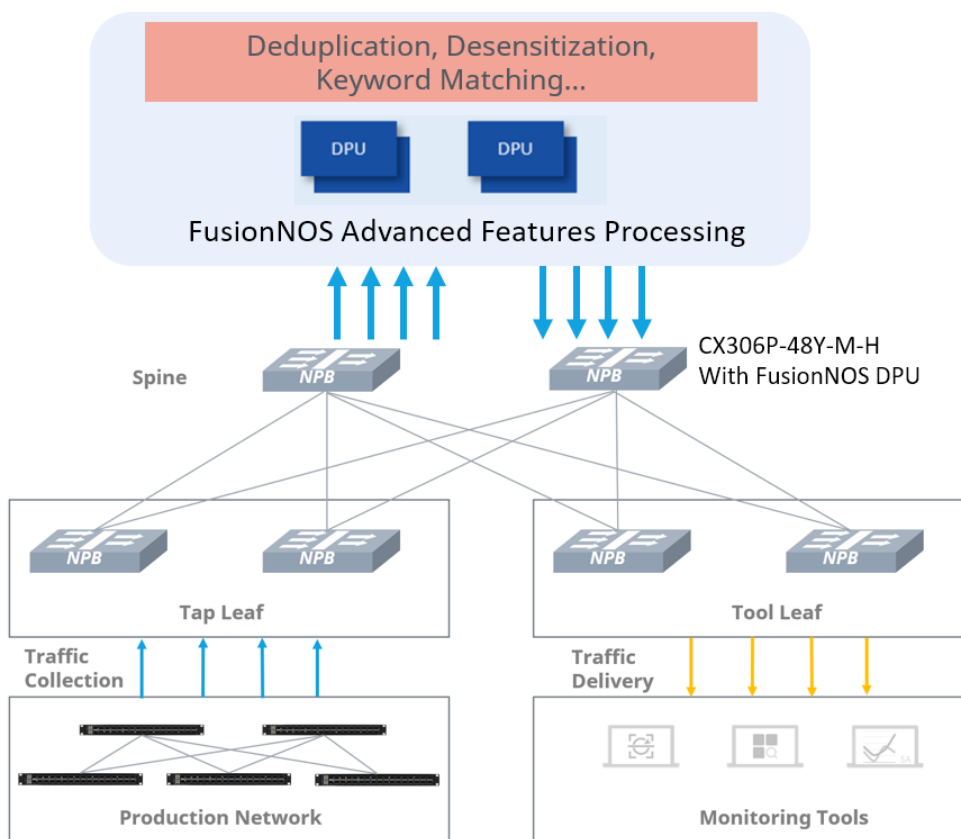 Deduplication, Desensitization,
Keyword Matching...
DPU
DPU
FusionNOS Advanced Features Processing
CX306P-48Y-M-H
With FusionNOS DPU
Spine
NPB
NPB
NPB
NPB
NPB
NPB
Tap Leaf
Tool Leaf
Traffic
Collection
Traffic
Delivery
SA
Production Network
Monitoring Tools